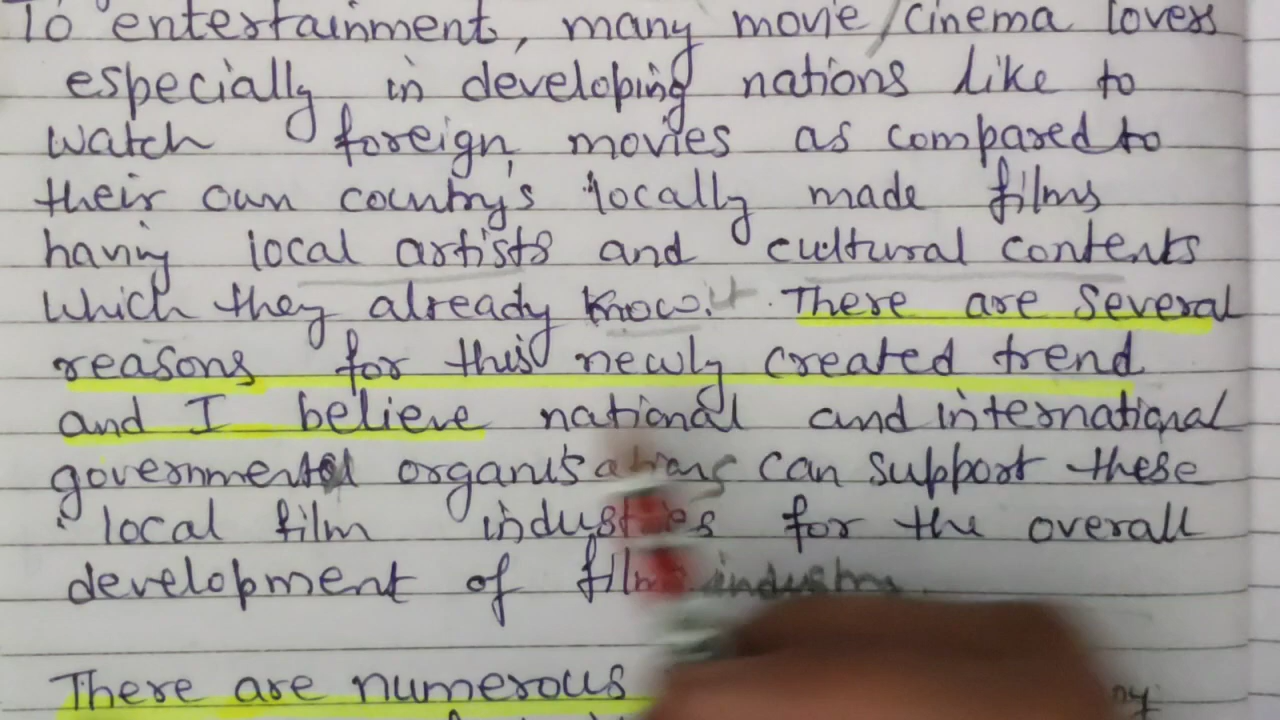 To entertainment, many movie/cinema lovers
especially in developing nations like to
watch foreign movies as compared to
their own country's locally made films
having local artists and cultural contents
which they already know. There are several
reasons for this newly created trend
and I believe national and international
governmental organisations can support these
local film industries for the overall
development of film industry.
There are numerous